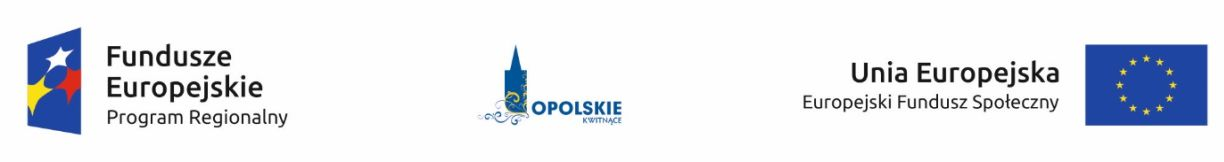 Fundusze
Europejskie
Program Regionalny
OPOLSKIE
KWITNĄCE
Unia Europejska
Europejski Fundusz Społeczny